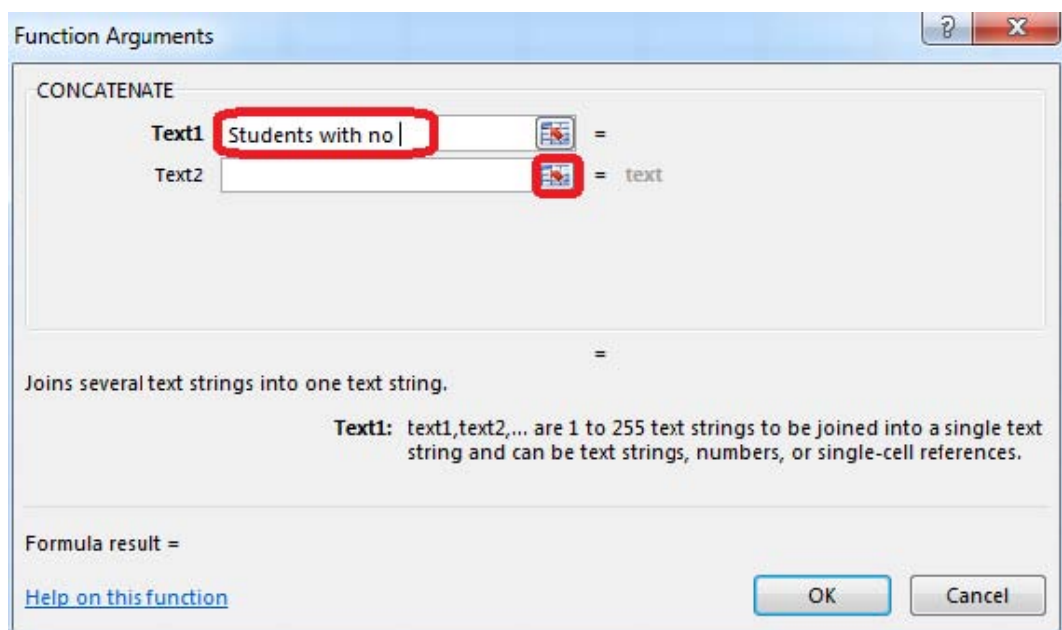 Function Arguments
CONCATENATE
Text1 Students with no =
Text2 = text
=
Joins several text strings into one text string.
Text1: text1,text2,... are 1 to 255 text strings to be joined into a single text
string and can be text strings, numbers, or single-cell references.
Formula result =
Help on this function
OK Cancel